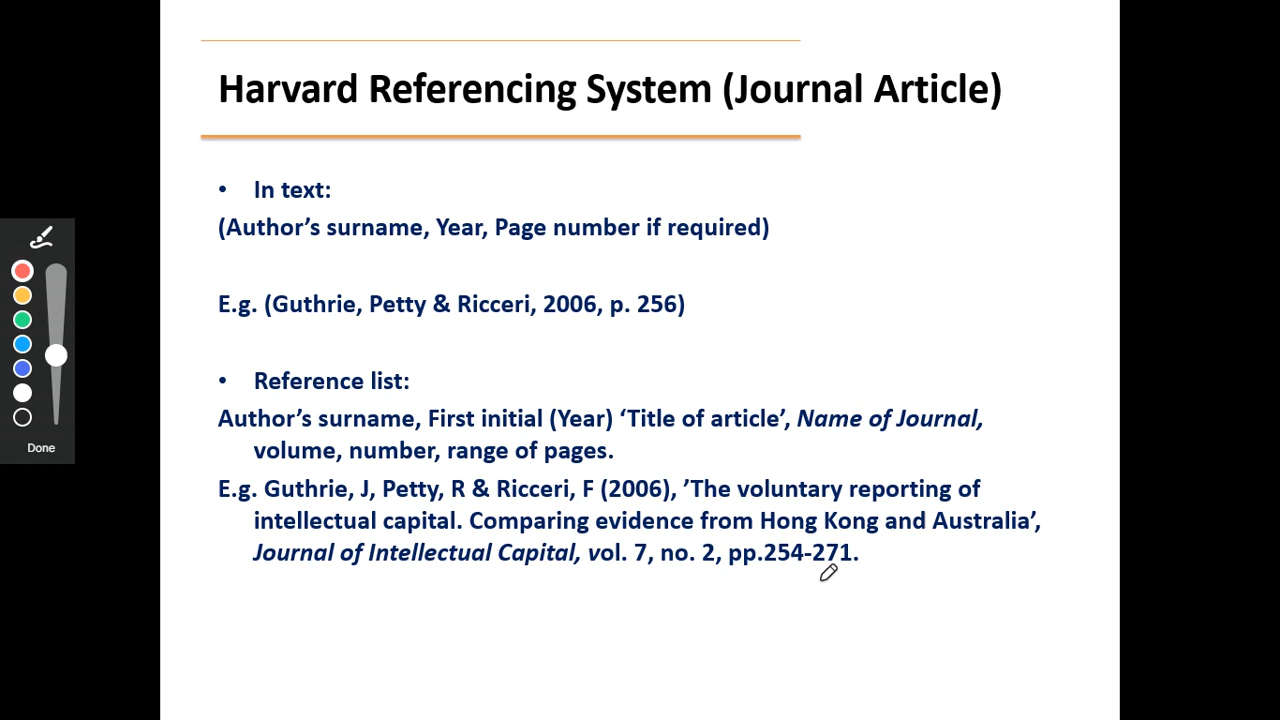 Harvard Referencing System (Journal Article)
• In text:
(Author’s surname, Year, Page number if required)
E.g. (Guthrie, Petty & Ricceri, 2006, p. 256)
• Reference list:
Author’s surname, First initial (Year) ‘Title of article’, Name of Journal,
volume, number, range of pages.
E.g. Guthrie, J, Petty, R & Ricceri, F (2006), ’The voluntary reporting of
intellectual capital. Comparing evidence from Hong Kong and Australia’,
Journal of Intellectual Capital, vol. 7, no. 2, pp.254-271.
Done